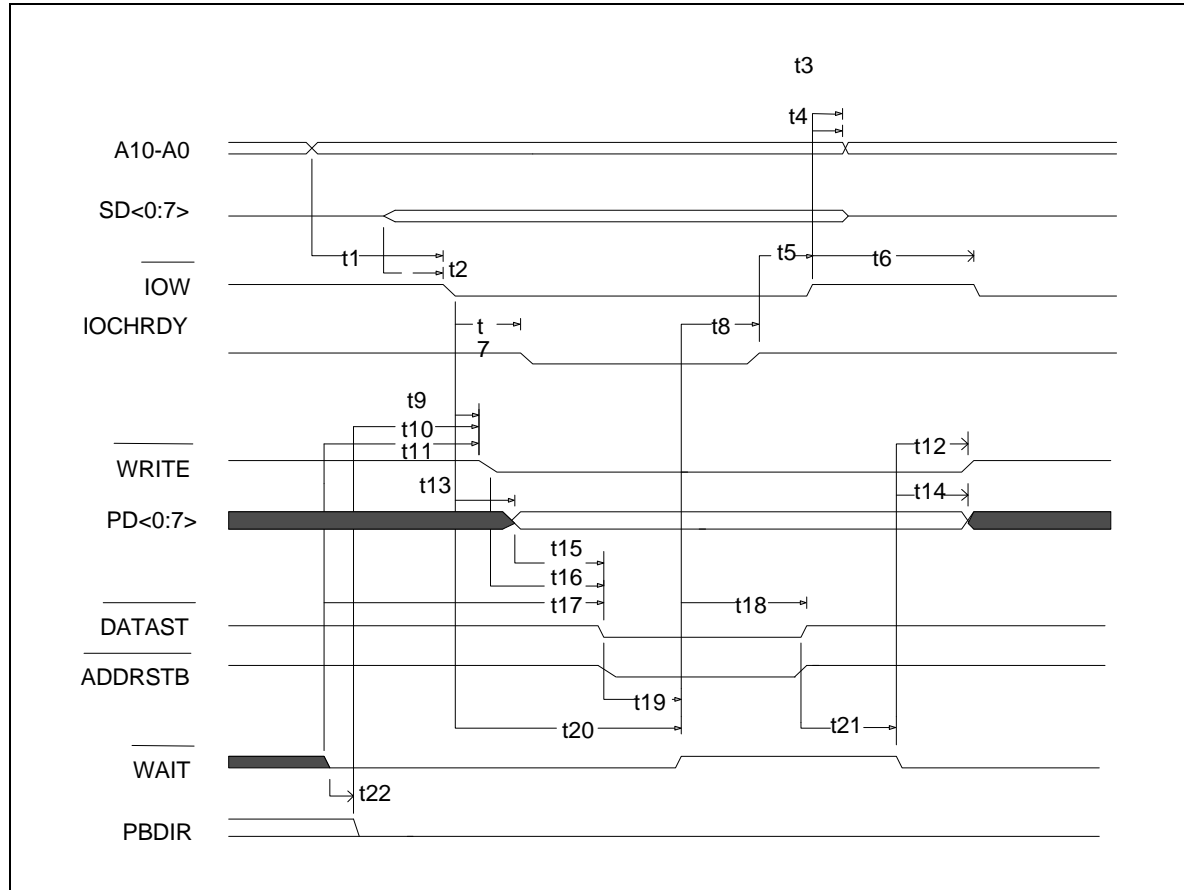 t3
t4
A10-A0
SD<0:7>
t1
t2
t5
t6
IOW
IOCHRDY
t
7
t8
t9
t10
t11
t12
WRITE
t13
t14
PD<0:7>
t15
t16
t17
t18
DATAST
ADDRSTB
t19
t20
t21
WAIT
t22
PBDIR